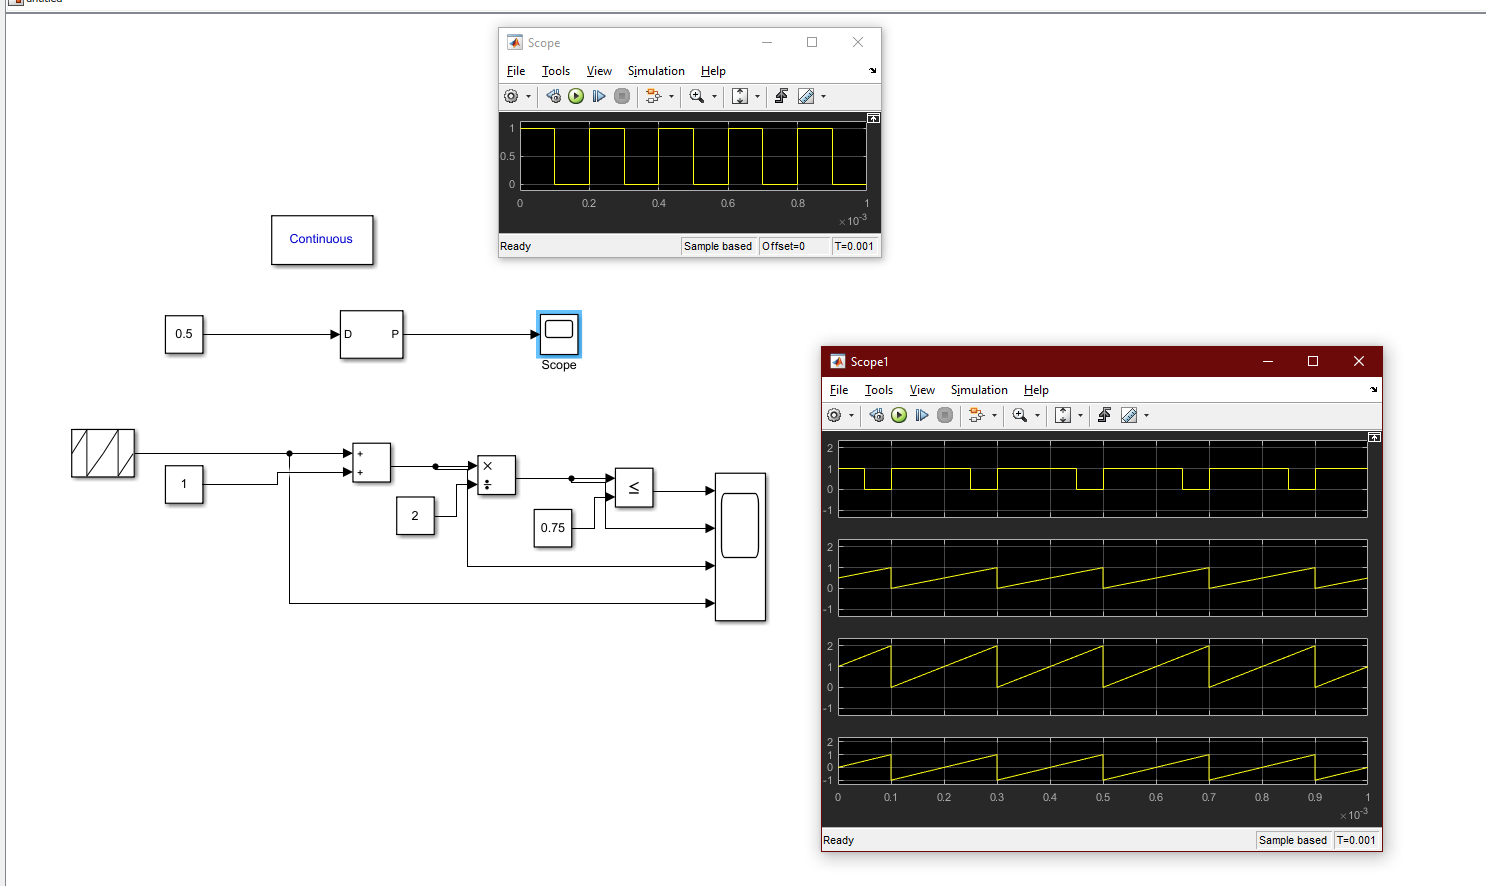 untitled
Scope
File Tools View Simulation Help
1
0.5
0
0 0.2 0.4 0.6 0.8 1
×10-3
Ready Sample based Offset=0 T=0.001
Continuous
0.5
D P
Scope
1
+
+
2
×
÷
0.75
≤
Scope1
File Tools View Simulation Help
2
1
0
-1
2
1
0
-1
2
1
0
-1
2
1
0
-1
0 0.1 0.2 0.3 0.4 0.5 0.6 0.7 0.8 0.9 1
×10-3
Ready Sample based T=0.001